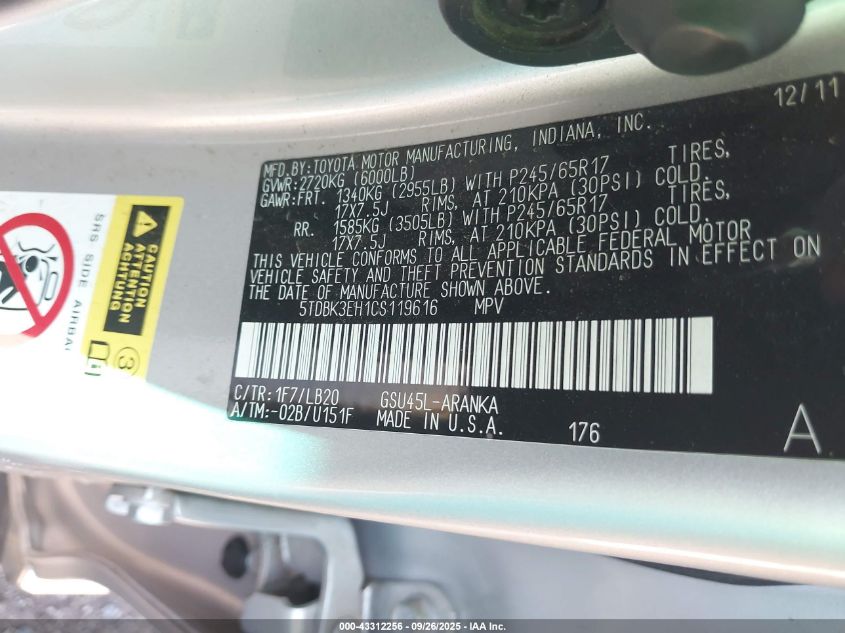 12/11
MFD.BY:TOYOTA MOTOR MANUFACTURING, INDIANA, INC.
GVWR:2720KG (6000LB)
GAWR:FRT. 1340KG (2955LB) WITH P245/65R17 TIRES,
17X7.5J RIMS, AT 210KPA (30PSI) COLD.
RR. 1585KG (3505LB) WITH P245/65R17 TIRES,
17X7.5J RIMS, AT 210KPA (30PSI) COLD.
THIS VEHICLE CONFORMS TO ALL APPLICABLE FEDERAL MOTOR
VEHICLE SAFETY AND THEFT PREVENTION STANDARDS IN EFFECT ON
THE DATE OF MANUFACTURE SHOWN ABOVE.
5TDBK3EH1CS119616 MPV
C/TR:1F7/LB20 GSU45L-ARANKA
A/TM:-02B/U151F MADE IN U.S.A.
176
A
CAUTION
ATTENTION
ACHTUNG
SRS SIDE AIRBAG
3
000-43312256 - 09/26/2025 - IAA Inc.